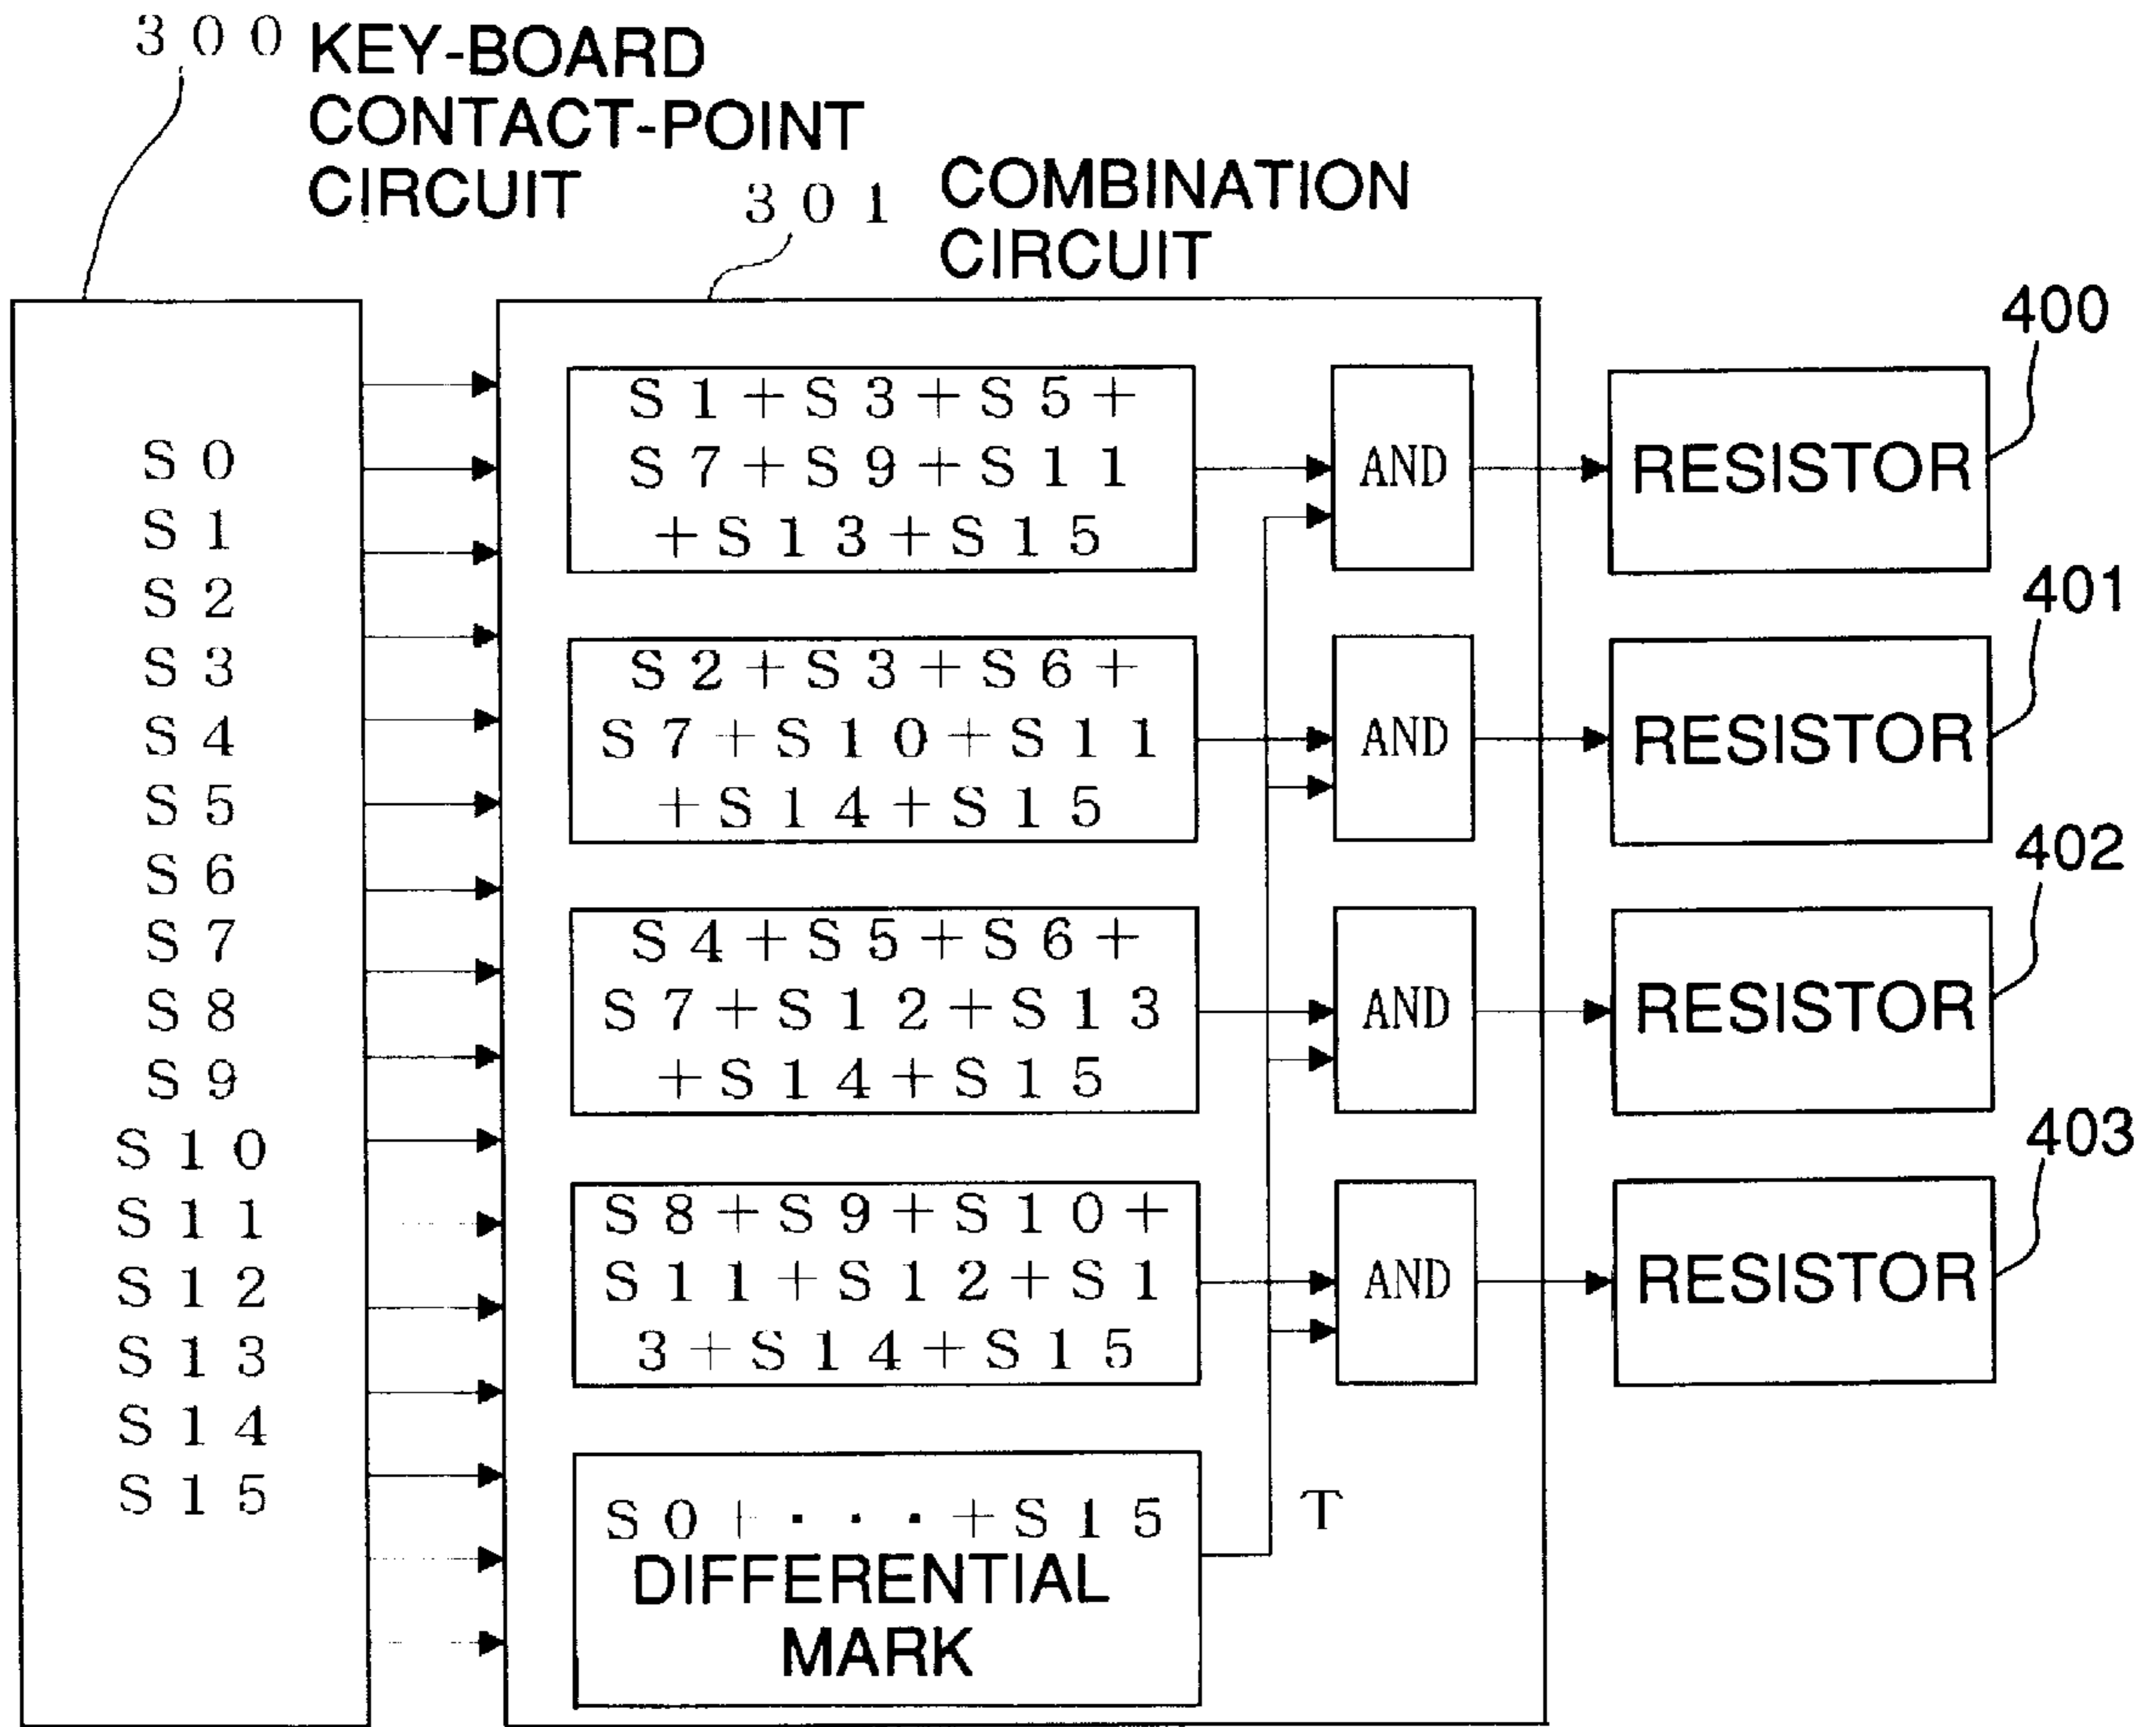 300 KEY-BOARD
CONTACT-POINT
CIRCUIT
301 COMBINATION
CIRCUIT
S0
S1
S2
S3
S4
S5
S6
S7
S8
S9
S10
S11
S12
S13
S14
S15
S1+S3+S5+
S7+S9+S11
+S13+S15
AND
RESISTOR
400
S2+S3+S6+
S7+S10+S11
+S14+S15
AND
RESISTOR
401
S4+S5+S6+
S7+S12+S13
+S14+S15
AND
RESISTOR
402
S8+S9+S10+
S11+S12+S1
3+S14+S15
AND
RESISTOR
403
S0+・・・+S15
DIFFERENTIAL
MARK
T